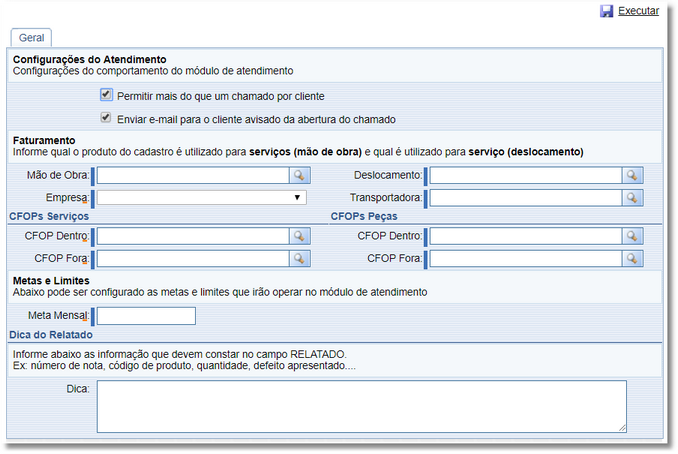 Executar
Geral
Configurações do Atendimento
Configurações do comportamento do módulo de atendimento
Permitir mais do que um chamado por cliente
Enviar e-mail para o cliente avisado da abertura do chamado
Faturamento
Informe qual o produto do cadastro é utilizado para serviços (mão de obra) e qual é utilizado para serviço (deslocamento)
Mão de Obra: Deslocamento:
Empresa: Transportadora:
CFOPs Serviços CFOPs Peças
CFOP Dentro: CFOP Dentro:
CFOP Fora: CFOP Fora:
Metas e Limites
Abaixo pode ser configurado as metas e limites que irão operar no módulo de atendimento
Meta Mensal:
Dica do Relatado
Informe abaixo as informação que devem constar no campo RELATADO.
Ex: número de nota, código de produto, quantidade, defeito apresentado....
Dica: